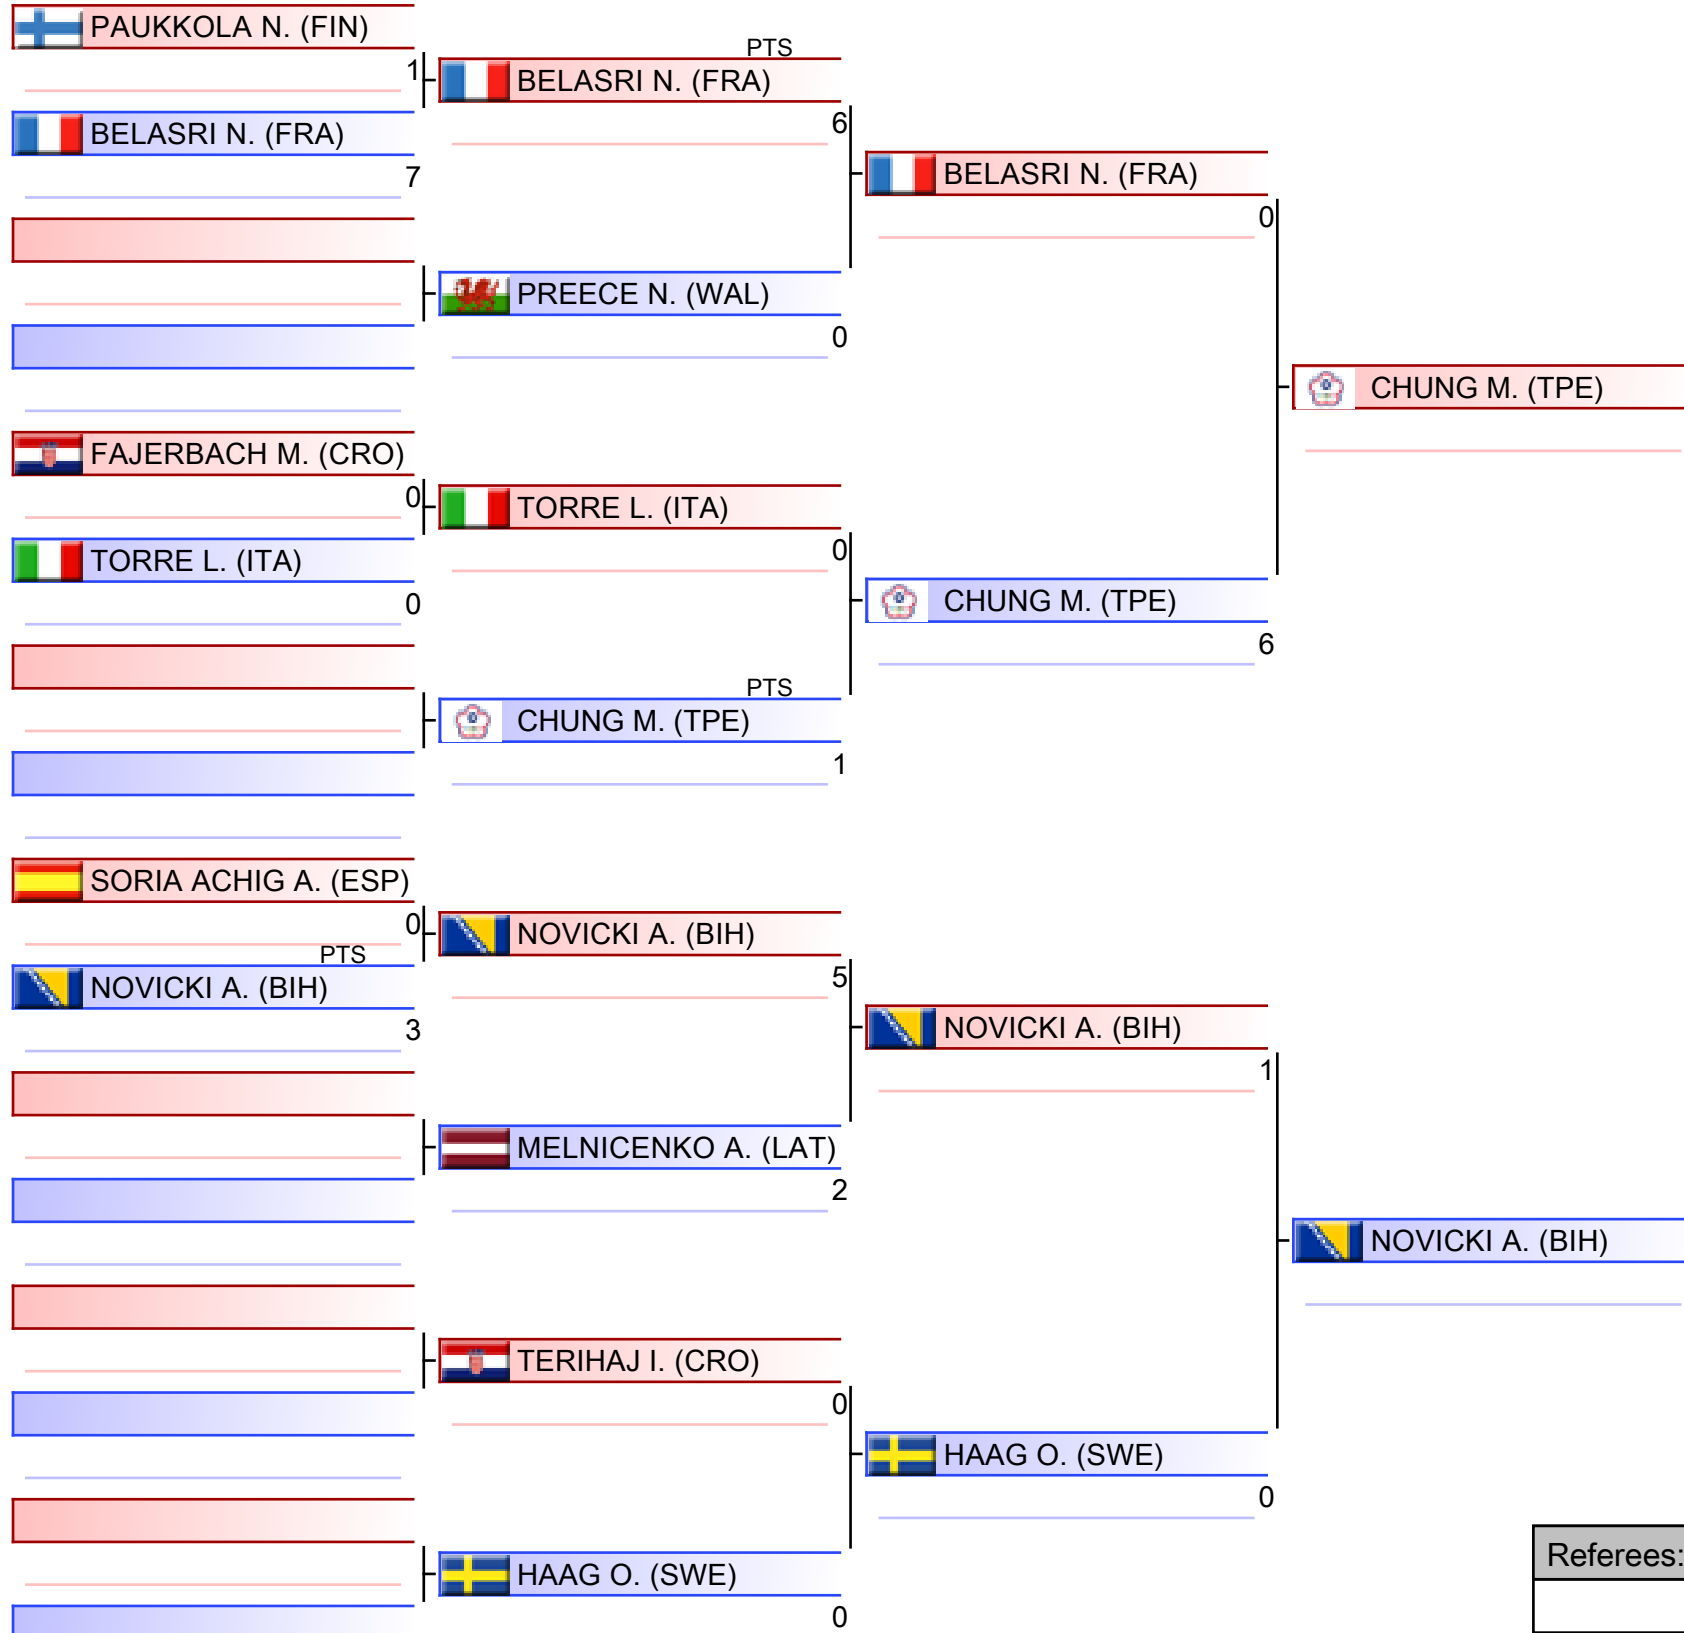 PAUKKOLA N. (FIN)
1
BELASRI N. (FRA)
7
FAJERBACH M. (CRO)
0
TORRE L. (ITA)
0
SORIA ACHIG A. (ESP)
0
PTS
NOVICKI A. (BIH)
3
PTS
BELASRI N. (FRA)
6
PREECE N. (WAL)
0
TORRE L. (ITA)
0
PTS
CHUNG M. (TPE)
1
NOVICKI A. (BIH)
5
MELNICENKO A. (LAT)
2
TERIHAJ I. (CRO)
0
HAAG O. (SWE)
0
BELASRI N. (FRA)
0
CHUNG M. (TPE)
6
NOVICKI A. (BIH)
1
HAAG O. (SWE)
0
CHUNG M. (TPE)
NOVICKI A. (BIH)
Referees: